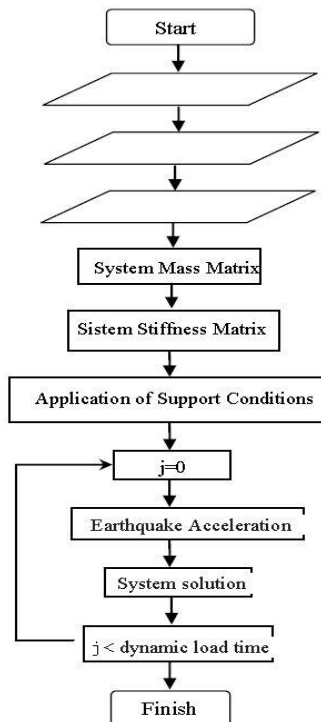 Start
System Mass Matrix
Sistem Stiffness Matrix
Application of Support Conditions
j=0
Earthquake Acceleration
System solution
j < dynamic load time
Finish